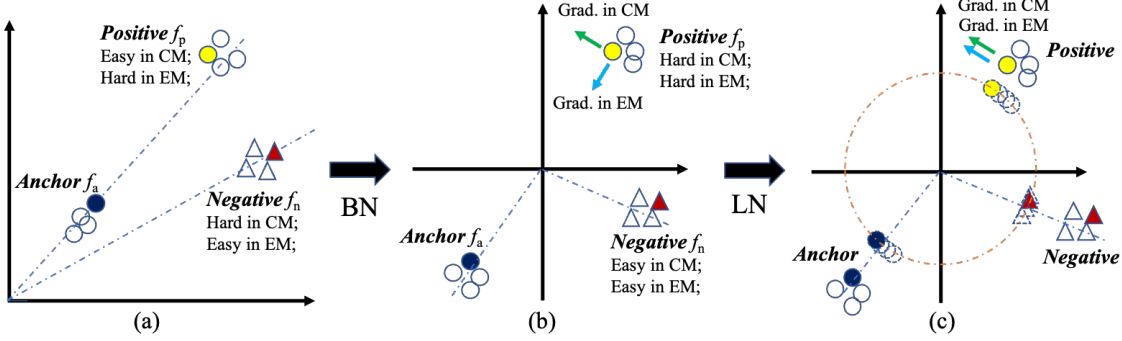 Positive fp
Easy in CM;
Hard in EM;
Anchor fa
Negative fn
Hard in CM;
Easy in EM;
(a)
BN
Grad. in CM
Grad. in EM
Positive fp
Hard in CM;
Hard in EM;
Anchor fa
Negative fn
Easy in CM;
Easy in EM;
(b)
LN
Grad. in CM
Grad. in EM
Positive
Anchor
Negative
(c)